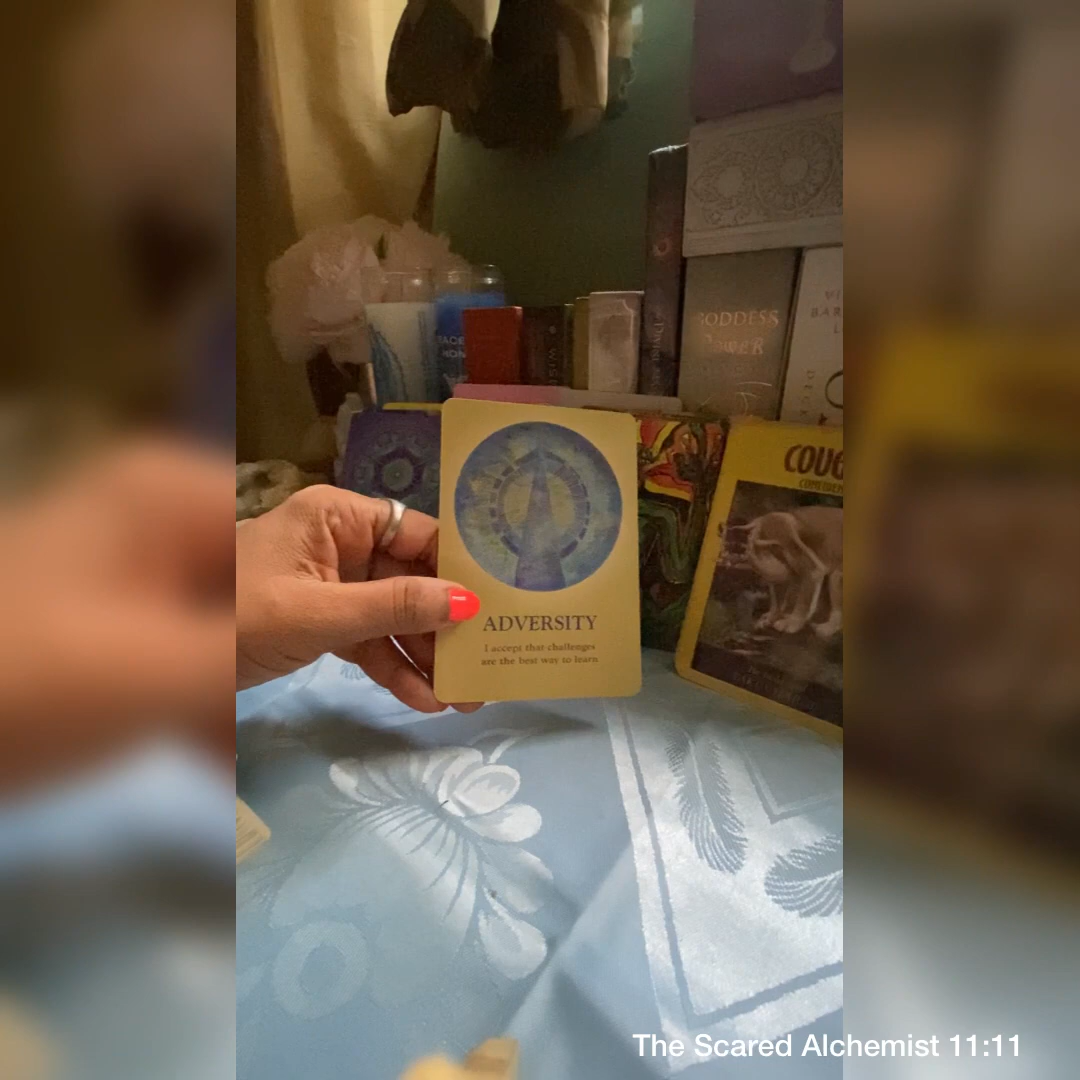 GODDESS
POWER
COUG
ADVERSITY
I accept that challenges
are the best way to learn
The Scared Alchemist 11:11